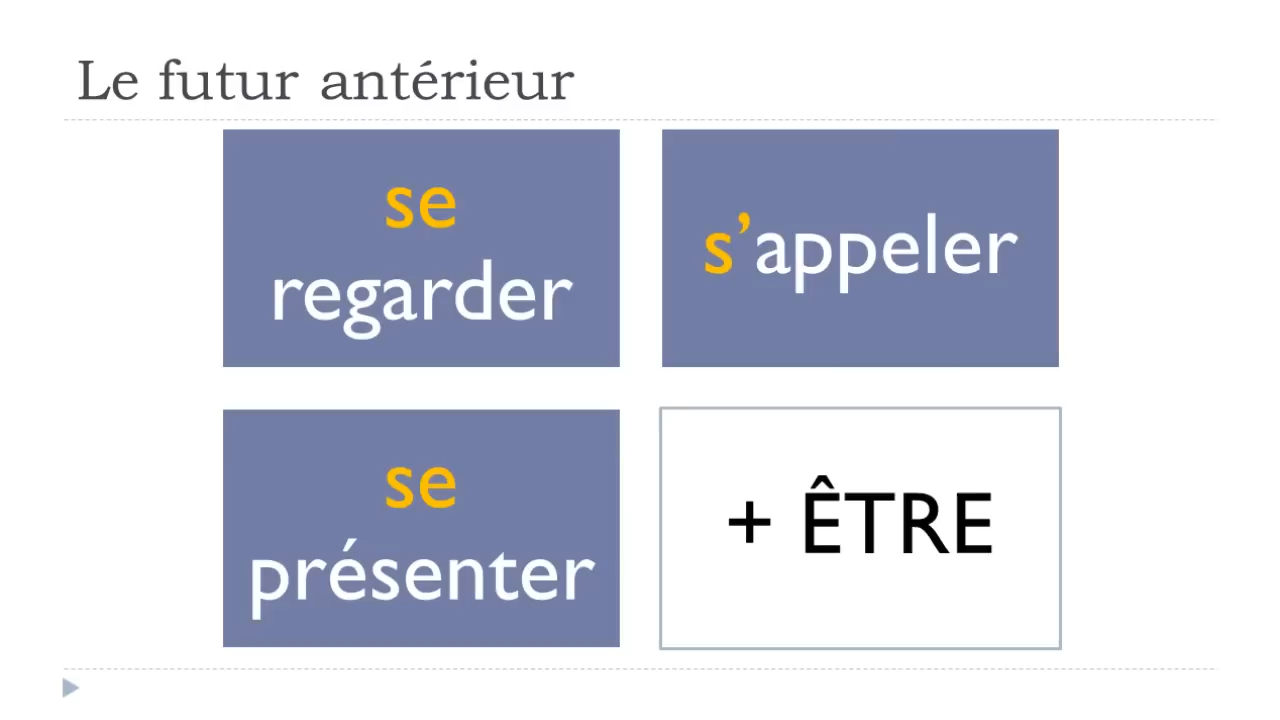 Le futur antérieur
se
regarder
s’appeler
se
présenter
+ ÊTRE